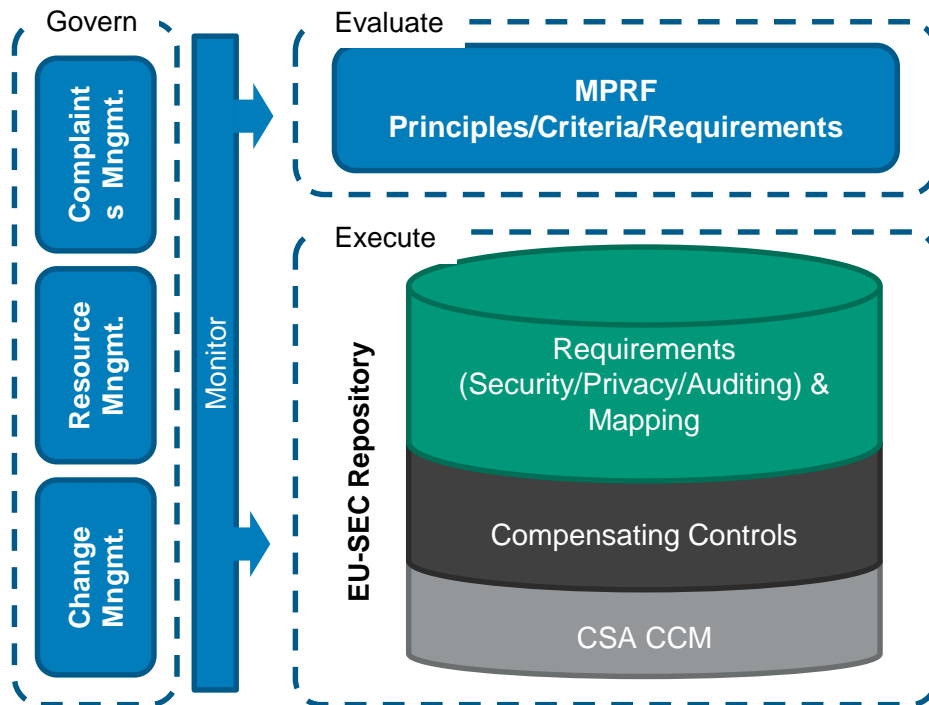 Govern
Complaint
s Mngmt.
Resource
Mngmt.
Change
Mngmt.
Monitor
Evaluate
MPRF
Principles/Criteria/Requirements
Execute
EU-SEC Repository
Requirements
(Security/Privacy/Auditing) &
Mapping
Compensating Controls
CSA CCM